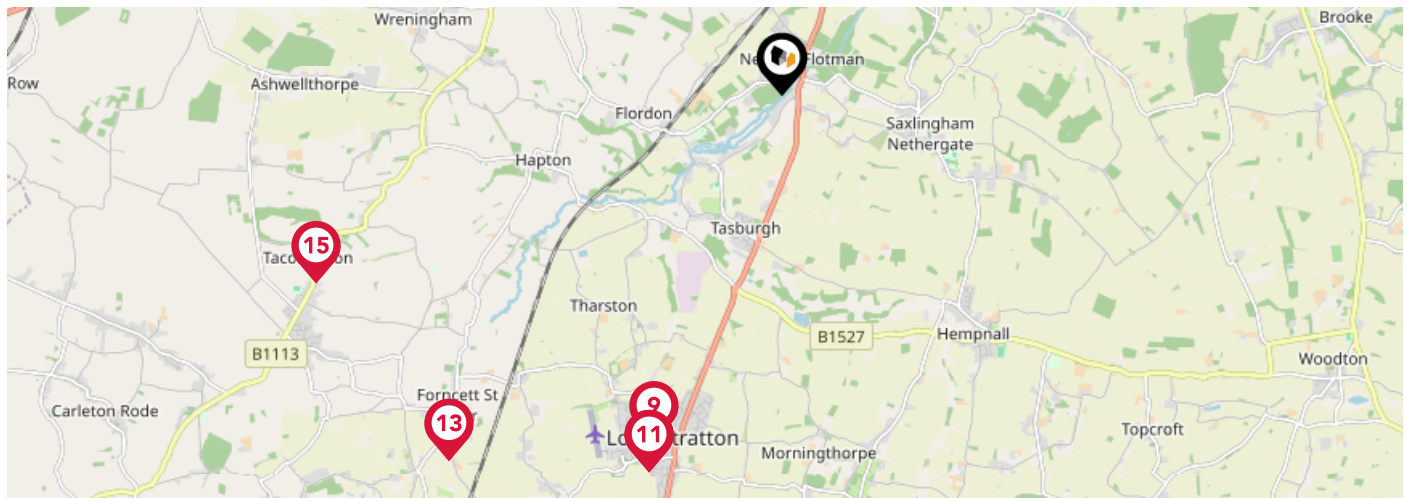 Wreningham
Brooke
Row
Ashwellthorpe
Flotman
Flordon
Saxlingham
Nethergate
Hapton
Tasburgh
15
Tharston
B1527
Hempnall
B1113
Woodton
Forncett St
Carleton Rode
9
13
11
Topcroft
Morningthorpe